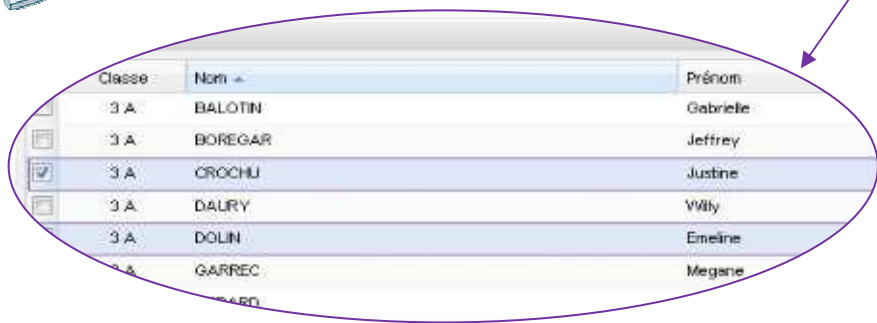 Classe Nom Prénom
3 A BALOTIN Gabrielle
3 A BOREGAR Jeffrey
3 A CROCHU Justine
3 A DAURY Willy
3 A DOLIN Emeline
A GARREC Megane